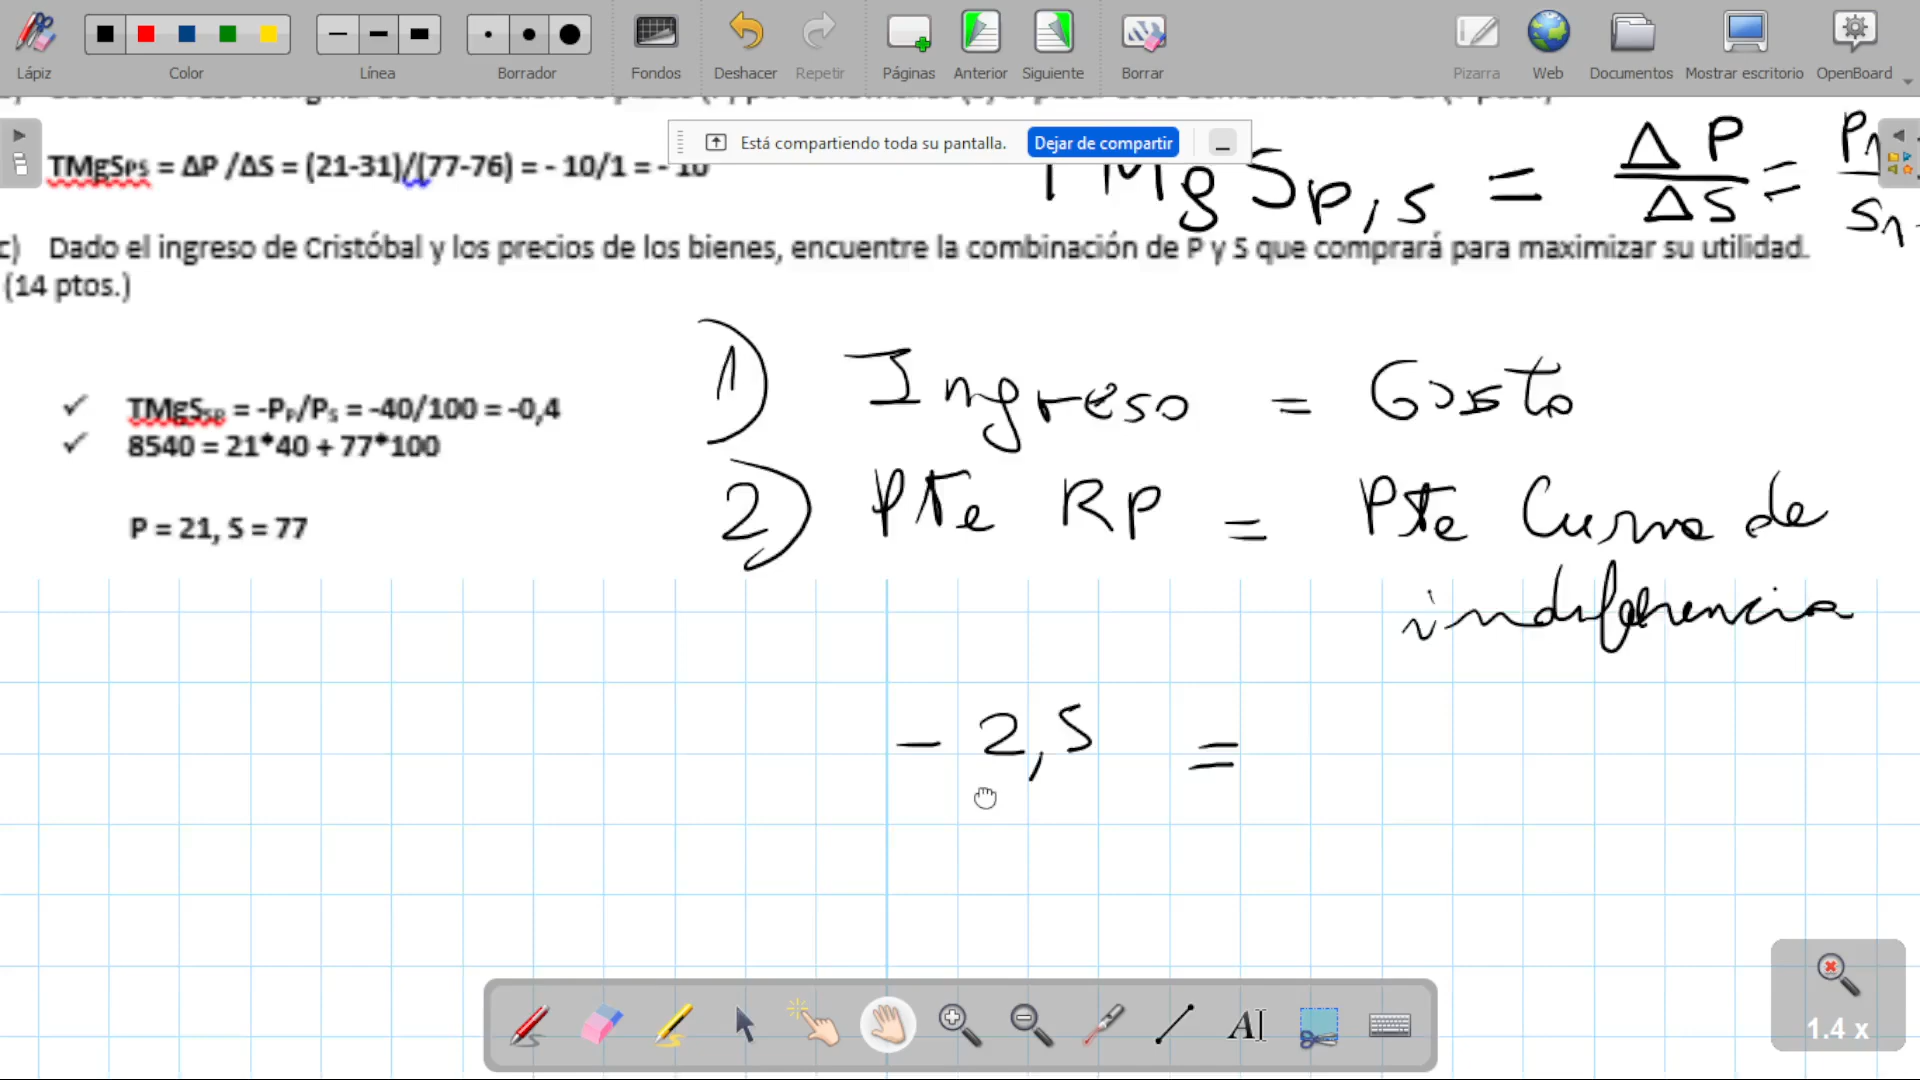 Lápiz Color Línea Borrador Fondos Deshacer Repetir Páginas Anterior Siguiente Borrar Pizarra Web Documentos Mostrar escritorio OpenBoard
Está compartiendo toda su pantalla. Dejar de compartir
TMgSPS = ΔP /ΔS = (21-31)/(77-76) = - 10/1 = - 10
TMgSP,S = ΔP/ΔS =
c) Dado el ingreso de Cristóbal y los precios de los bienes, encuentre la combinación de P y S que comprará para maximizar su utilidad.
(14 ptos.)
1) Ingreso = Gasto
✓ TMgSSP = -PP/PS = -40/100 = -0,4
✓ 8540 = 21*40 + 77*100
2) Pte RP = Pte Curva de
indiferencia
P = 21, S = 77
- 2,5 =
1.4 x